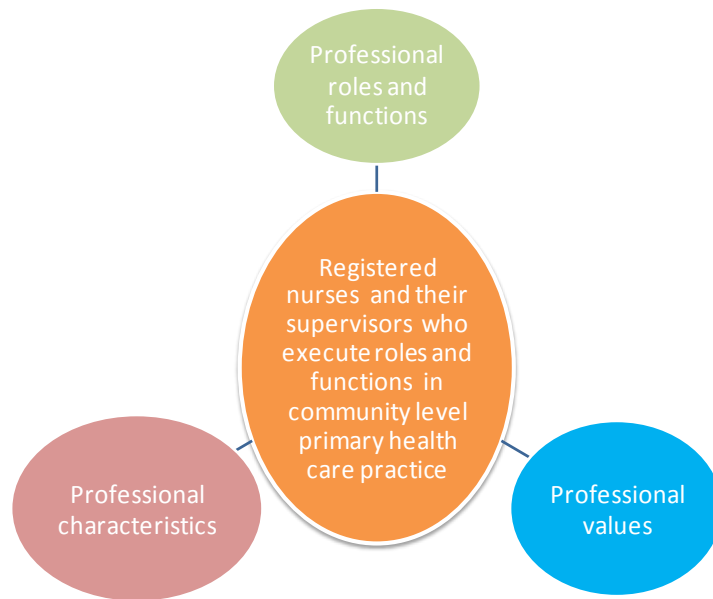 Professional
roles and
functions
Registered
nurses and their
supervisors who
execute roles and
functions in
community level
primary health
care practice
Professional
characteristics
Professional
values